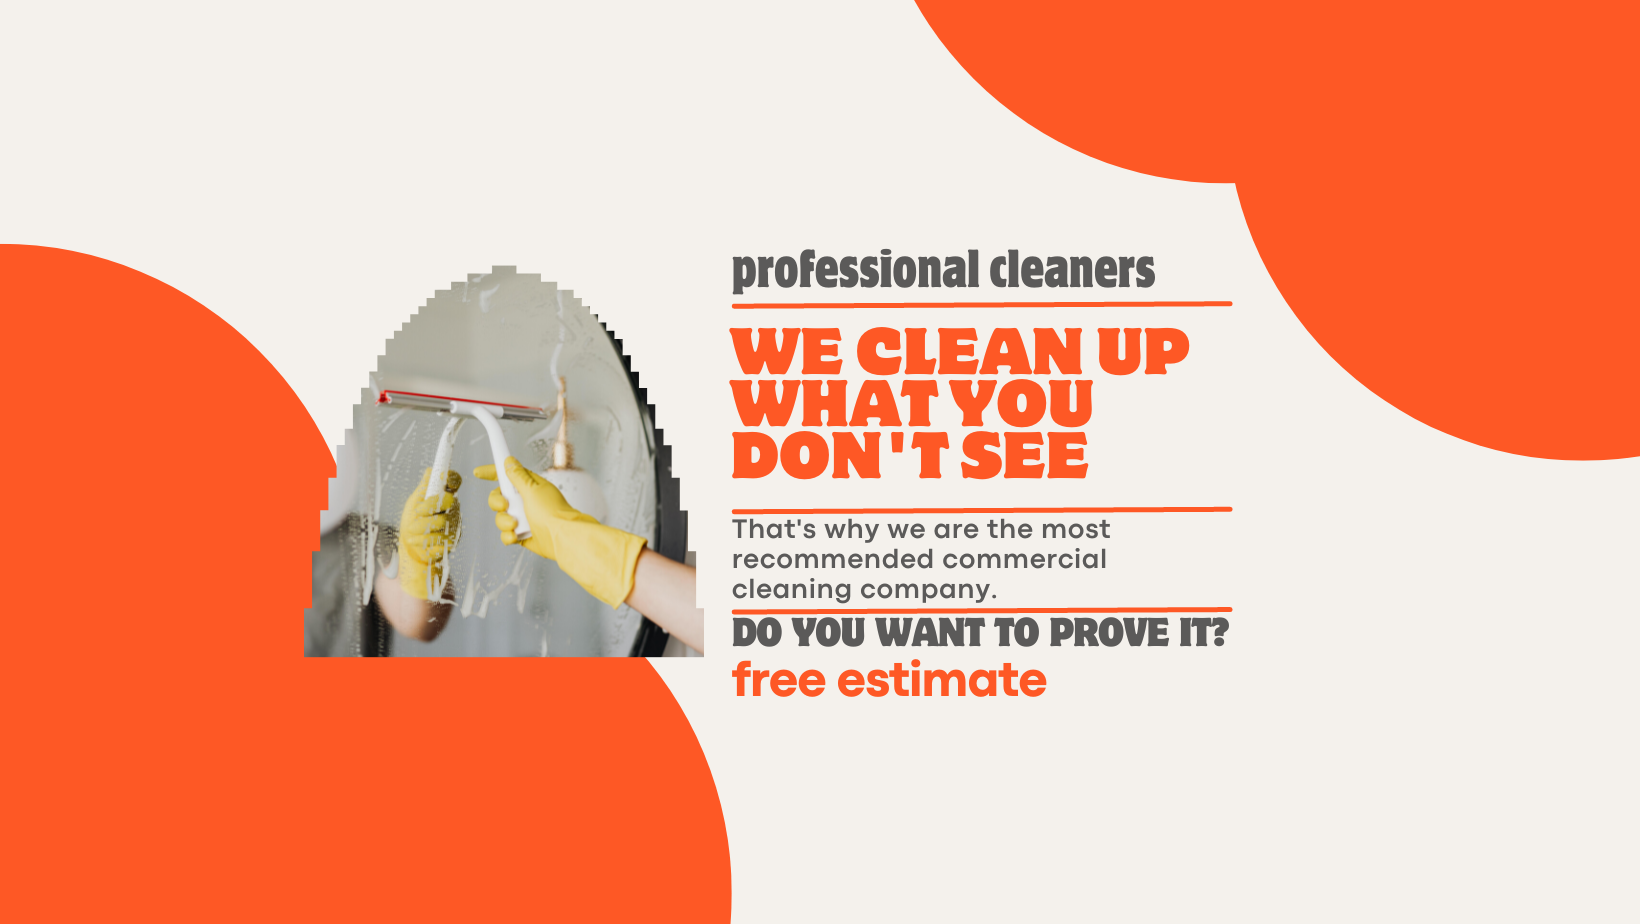 professional cleaners
WE CLEAN UP
WHAT YOU
DON'T SEE
That's why we are the most
recommended commercial
cleaning company.
DO YOU WANT TO PROVE IT?
free estimate